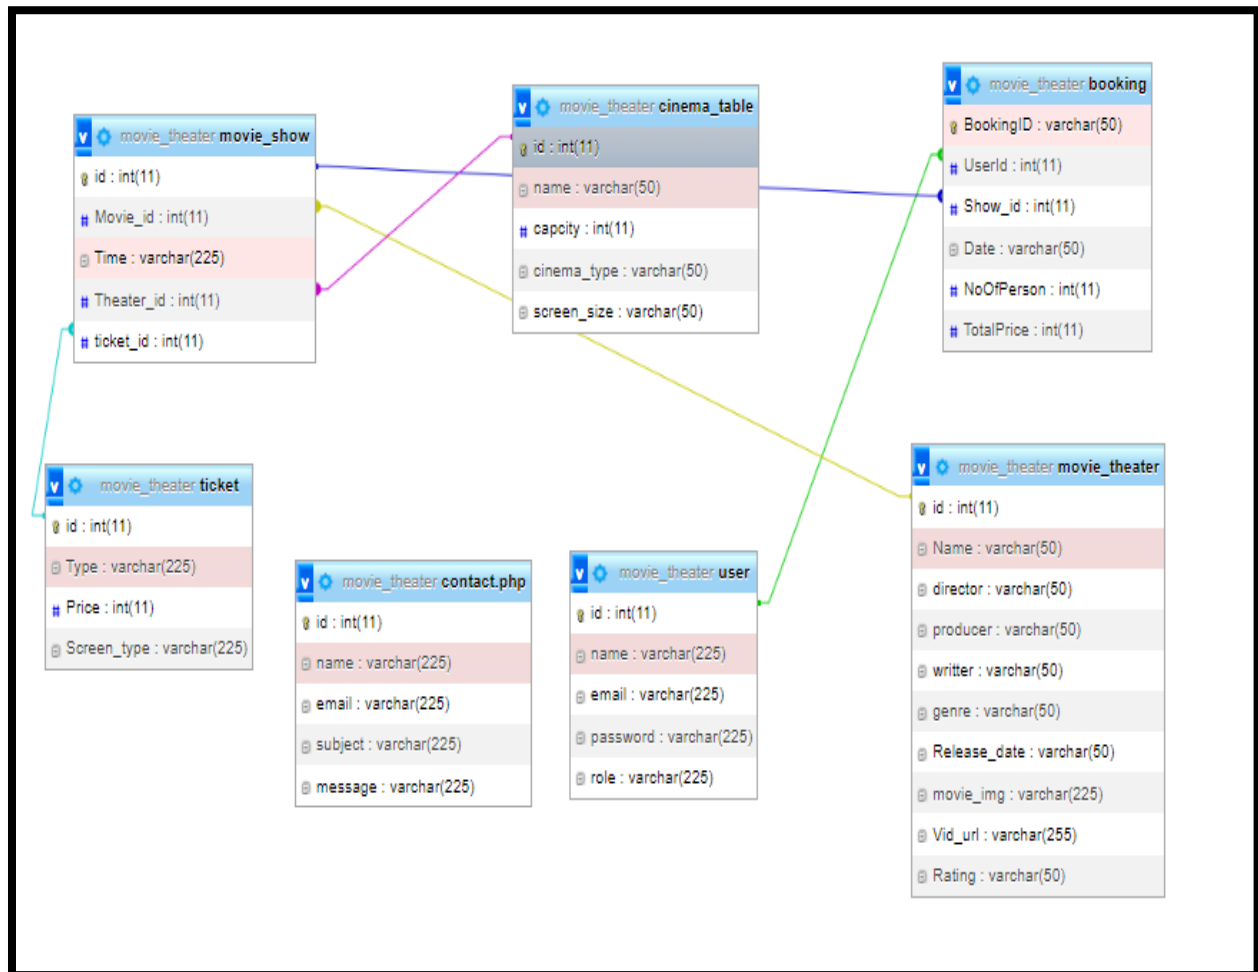 movie_theater movie_show
id : int(11)
Movie_id : int(11)
Time : varchar(225)
Theater_id : int(11)
ticket_id : int(11)
movie_theater cinema_table
id : int(11)
name : varchar(50)
capcity : int(11)
cinema_type : varchar(50)
screen_size : varchar(50)
movie_theater booking
BookingID : varchar(50)
UserId : int(11)
Show_id : int(11)
Date : varchar(50)
NoOfPerson : int(11)
TotalPrice : int(11)
movie_theater ticket
id : int(11)
Type : varchar(225)
Price : int(11)
Screen_type : varchar(225)
movie_theater contact.php
id : int(11)
name : varchar(225)
email : varchar(225)
subject : varchar(225)
message : varchar(225)
movie_theater user
id : int(11)
name : varchar(225)
email : varchar(225)
password : varchar(225)
role : varchar(225)
movie_theater movie_theater
id : int(11)
Name : varchar(50)
director : varchar(50)
producer : varchar(50)
writter : varchar(50)
genre : varchar(50)
Release_date : varchar(50)
movie_img : varchar(225)
Vid_url : varchar(255)
Rating : varchar(50)